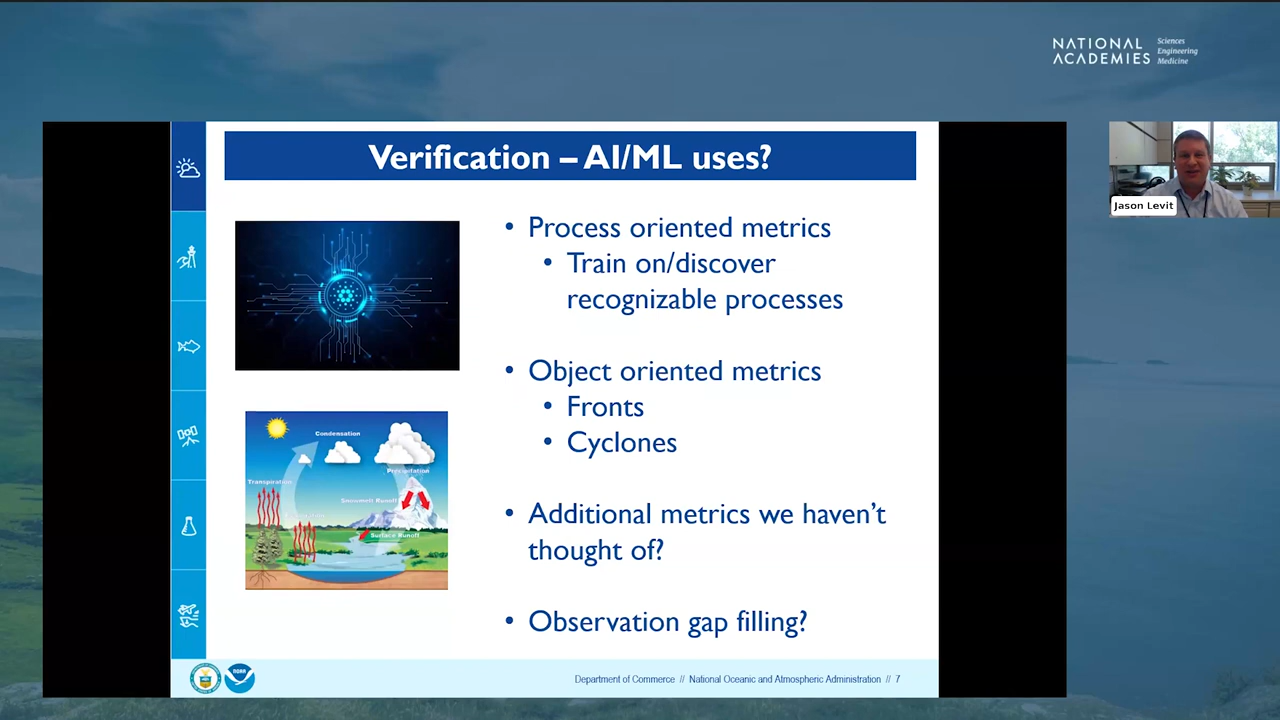 NATIONAL
ACADEMIES
Sciences
Engineering
Medicine
Verification – AI/ML uses?
• Process oriented metrics
• Train on/discover
recognizable processes
• Object oriented metrics
• Fronts
• Cyclones
• Additional metrics we haven't
thought of?
• Observation gap filling?
Condensation
Precipitation
Transpiration
Snowmelt Runoff
Surface Runoff
Jason Levit
NOAA
Department of Commerce // National Oceanic and Atmospheric Administration // 7